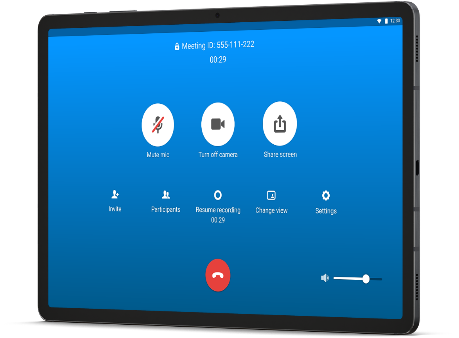 Meeting ID: 555-111-222
00:29
Mute mic
Turn off camera
Share screen
Invite
Participants
Resume recording
00:29
Change view
Settings